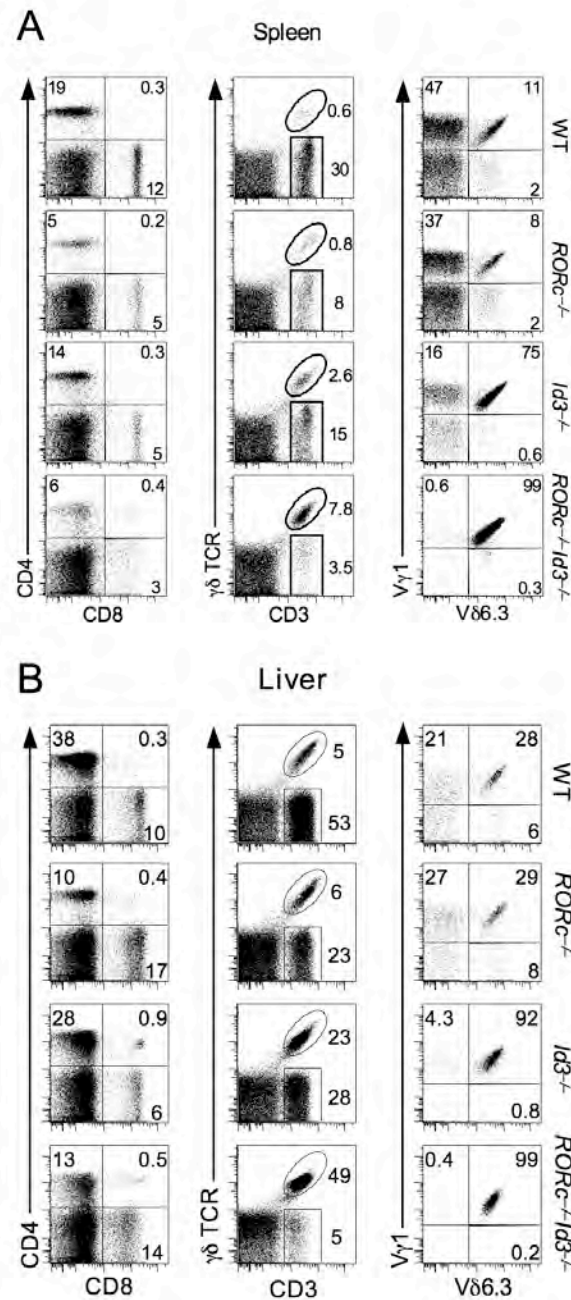 A
Spleen
19 0.3
12
0.6
30
47 11
2
WT
5 0.2
5
0.8
8
37 8
2
RORc–/–
14 0.3
5
2.6
15
16 75
0.6
Id3–/–
6 0.4
3
7.8
3.5
0.6 99
0.3
RORc–/–Id3–/–
CD4
CD8
γδ TCR
CD3
Vγ1
Vδ6.3
B
Liver
38 0.3
10
5
53
21 28
6
WT
10 0.4
17
6
23
27 29
8
RORc–/–
28 0.9
6
23
28
4.3 92
0.8
Id3–/–
13 0.5
14
49
5
0.4 99
0.2
RORc–/–Id3–/–
CD4
CD8
γδ TCR
CD3
Vγ1
Vδ6.3